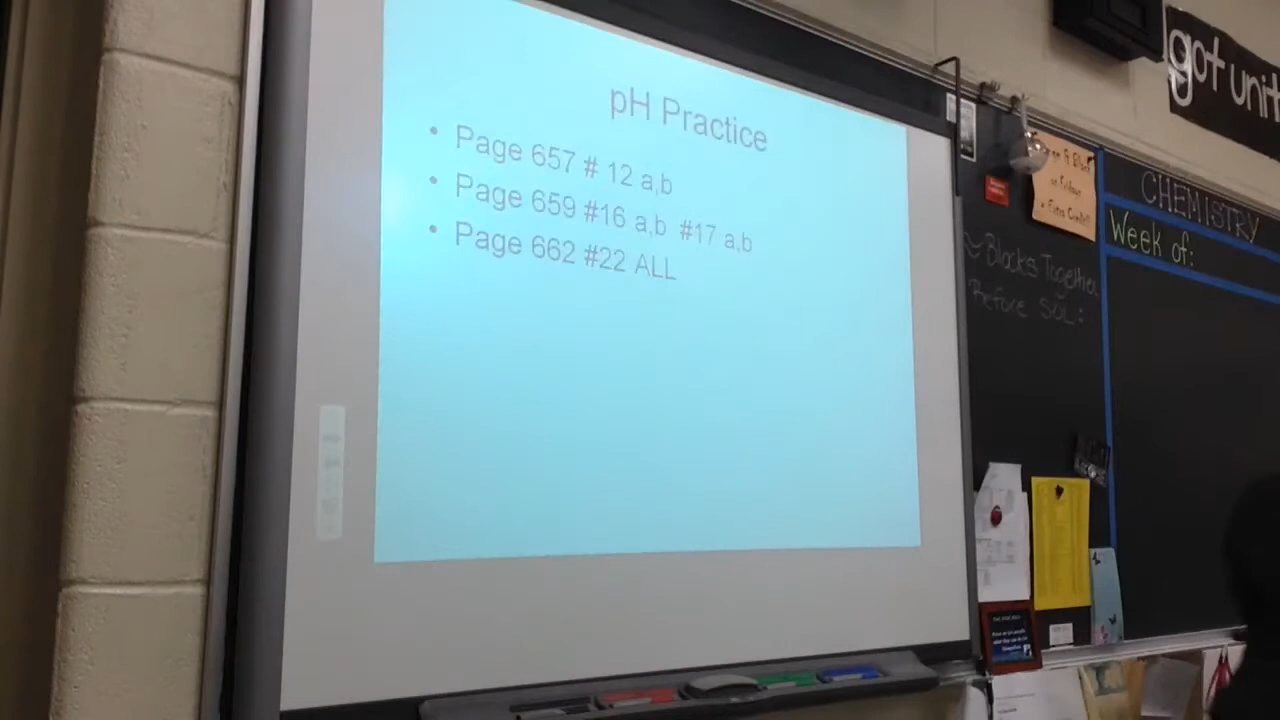 pH Practice
• Page 657 # 12 a,b
• Page 659 #16 a,b #17 a,b
• Page 662 #22 ALL
got unit
CHEMISTRY
Week of:
Blocks Together
Before SOL: